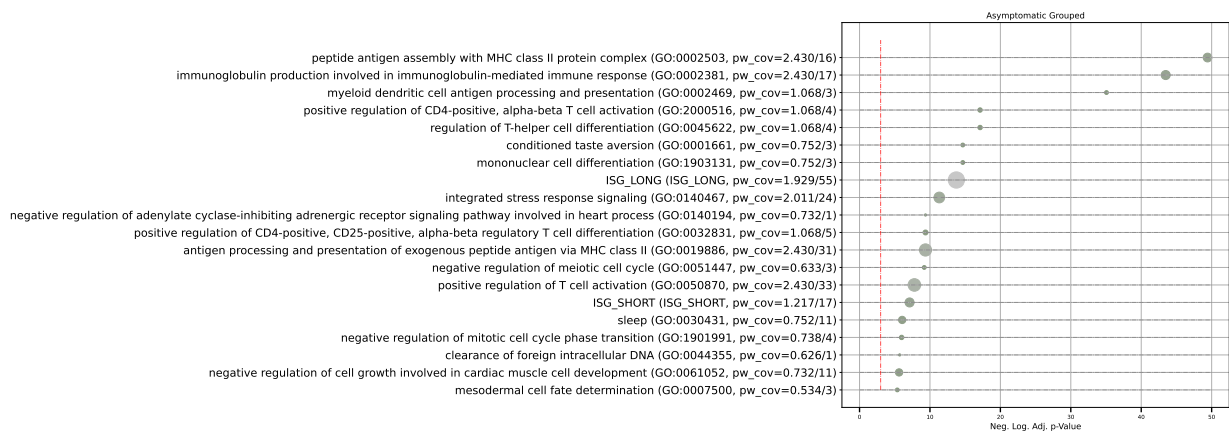 Asymptomatic Grouped
peptide antigen assembly with MHC class II protein complex (GO:0002503, pw_cov=2.430/16)
immunoglobulin production involved in immunoglobulin-mediated immune response (GO:0002381, pw_cov=2.430/17)
myeloid dendritic cell antigen processing and presentation (GO:0002469, pw_cov=1.068/3)
positive regulation of CD4-positive, alpha-beta T cell activation (GO:2000516, pw_cov=1.068/4)
regulation of T-helper cell differentiation (GO:0045622, pw_cov=1.068/4)
conditioned taste aversion (GO:0001661, pw_cov=0.752/3)
mononuclear cell differentiation (GO:1903131, pw_cov=0.752/3)
ISG_LONG (ISG_LONG, pw_cov=1.929/55)
integrated stress response signaling (GO:0140467, pw_cov=2.011/24)
negative regulation of adenylate cyclase-inhibiting adrenergic receptor signaling pathway involved in heart process (GO:0140194, pw_cov=0.732/1)
positive regulation of CD4-positive, CD25-positive, alpha-beta regulatory T cell differentiation (GO:0032831, pw_cov=1.068/5)
antigen processing and presentation of exogenous peptide antigen via MHC class II (GO:0019886, pw_cov=2.430/31)
negative regulation of meiotic cell cycle (GO:0051447, pw_cov=0.633/3)
positive regulation of T cell activation (GO:0050870, pw_cov=2.430/33)
ISG_SHORT (ISG_SHORT, pw_cov=1.217/17)
sleep (GO:0030431, pw_cov=0.752/11)
negative regulation of mitotic cell cycle phase transition (GO:1901991, pw_cov=0.738/4)
clearance of foreign intracellular DNA (GO:0044355, pw_cov=0.626/1)
negative regulation of cell growth involved in cardiac muscle cell development (GO:0061052, pw_cov=0.732/11)
mesodermal cell fate determination (GO:0007500, pw_cov=0.534/3)
0 10 20 30 40 50
Neg. Log. Adj. p-Value